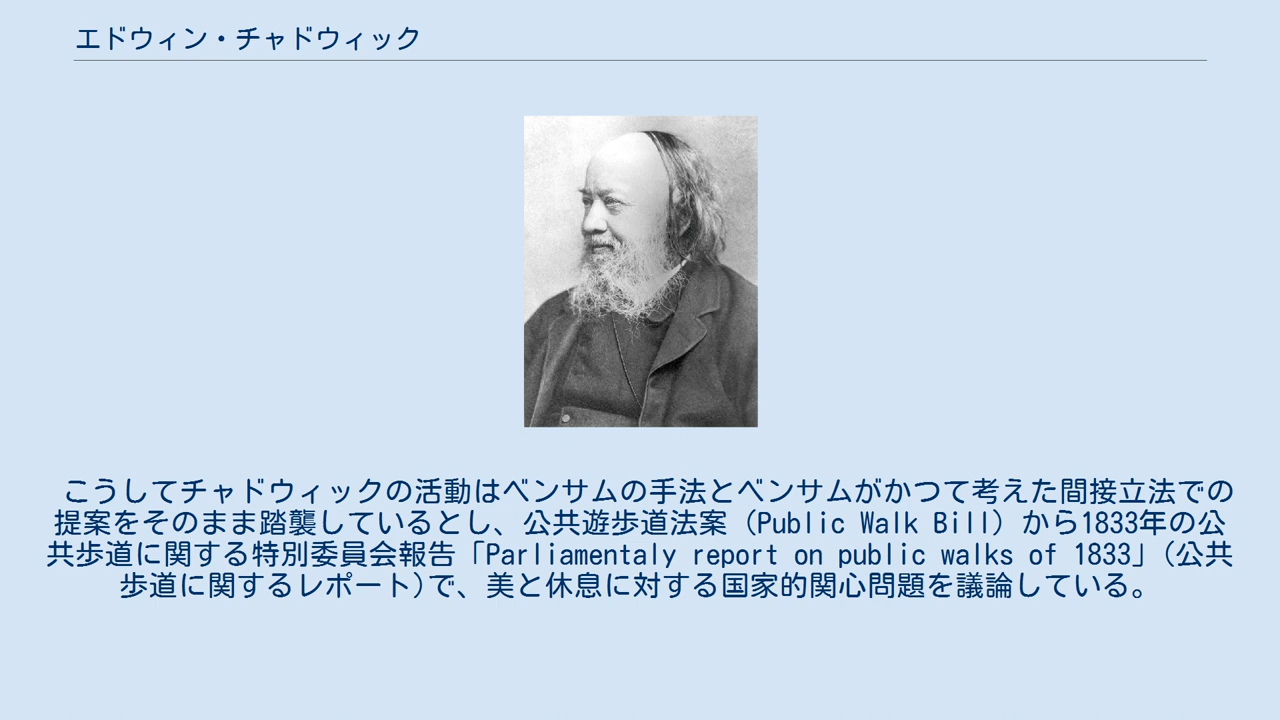 エドウィン・チャドウィック
こうしてチャドウィックの活動はベンサムの手法とベンサムがかつて考えた間接立法での
提案をそのまま踏襲しているとし、公共遊歩道法案（Public Walk Bill）から1833年の公
共歩道に関する特別委員会報告「Parliamentaly report on public walks of 1833」(公共
歩道に関するレポート)で、美と休息に対する国家的関心問題を議論している。